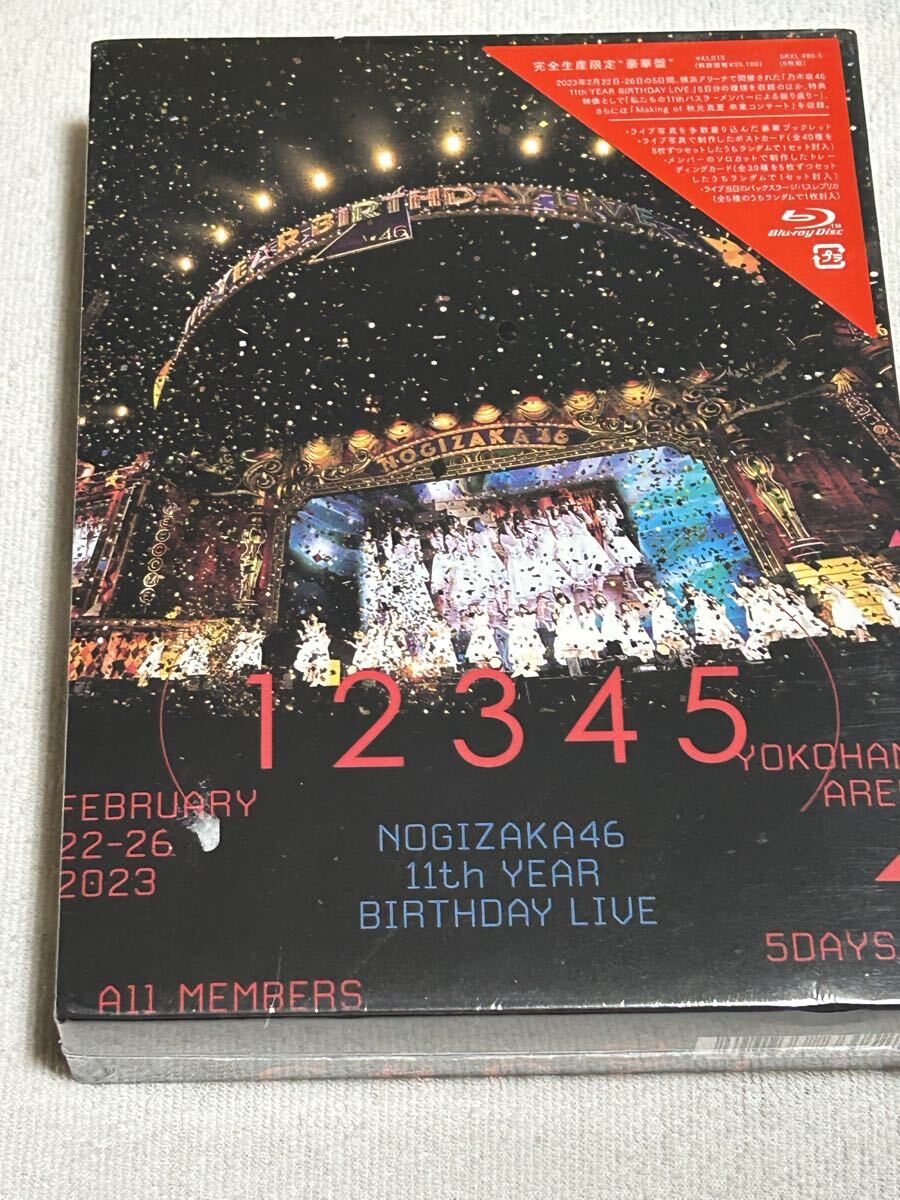 完全生産限定"豪華盤"
2023年2月22日-26日の5日間、横浜アリーナで開催された「乃木坂46
11th YEAR BIRTHDAY LIVE」5日分の模様を収録のほか、特典
映像として「私たちの11thバスラ -メンバーによる振り返り-」、
さらには「Making of 秋元真夏 卒業コンサート」を収録。
・ライブ写真を多数盛り込んだ豪華ブックレット
・ライブ写真で制作したポストカード(全40種を
5枚ずつセットしたうちランダムで1セット封入)
・メンバーのソロカットで制作したトレー
ディングカード(全39種を5枚ずつセット
したうちランダムで1セット封入)
・ライブ当日のバックステージパスレプリカ
(全5種のうちランダムで1枚封入)
Blu-ray Disc
TM
プラ
YEAR BIRTHDAY LIVE
46
NOGIZAKA46
WELCOME
(12345)
FEBRUARY
22-26
2023
YOKOHAM
ARE
NOGIZAKA46
11th YEAR
BIRTHDAY LIVE
5DAYS
All MEMBERS